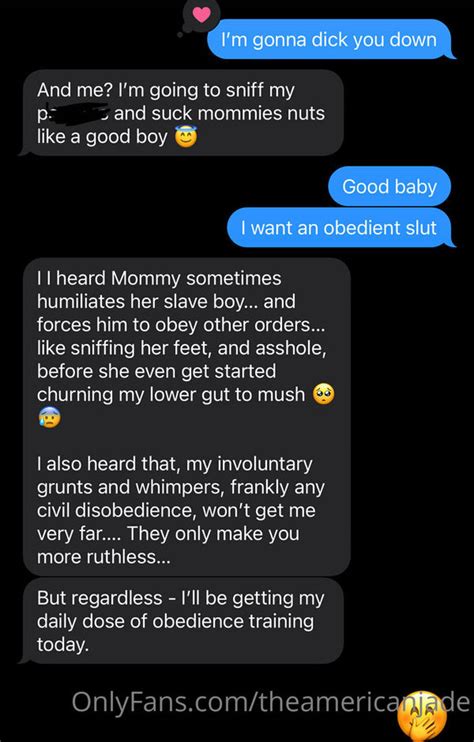 I'm gonna dick you down
And me? I'm going to sniff my
and suck mommies nuts
like a good boy 😇
Good baby
I want an obedient slut
I I heard Mommy sometimes
humiliates her slave boy... and
forces him to obey other orders...
like sniffing her feet, and asshole,
before she even get started
churning my lower gut to mush 🥺
😰
I also heard that, my involuntary
grunts and whimpers, frankly any
civil disobedience, won't get me
very far.... They only make you
more ruthless...
But regardless - I'll be getting my
daily dose of obedience training
today.
OnlyFans.com/theamericanjade